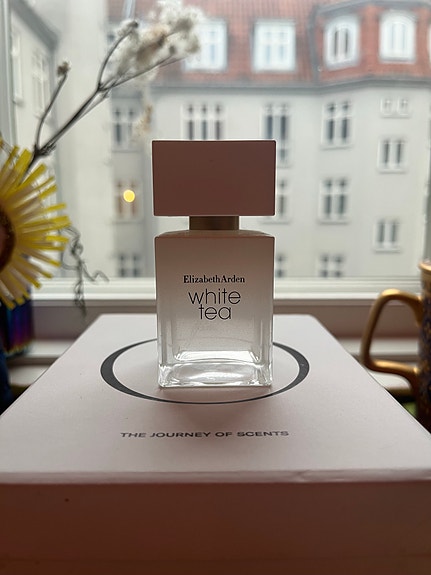 ElizabethArden
white
tea
THE JOURNEY OF SCENTS